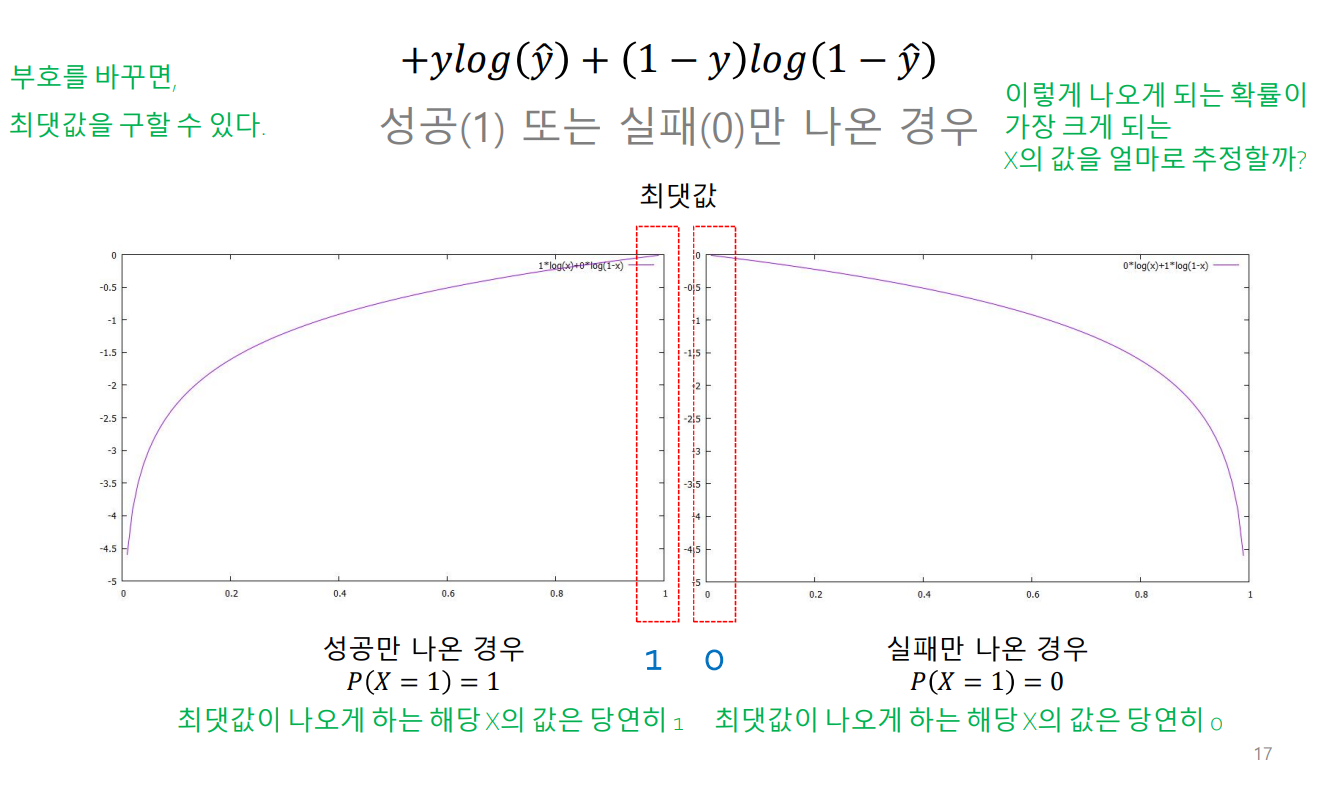 +ylog(ŷ) + (1 − y)log(1 − ŷ)
부호를 바꾸면,
최댓값을 구할 수 있다.
성공(1) 또는 실패(0)만 나온 경우
이렇게 나오게 되는 확률이
가장 크게 되는
X의 값을 얼마로 추정할까?
최댓값
1*log(x)+0*log(1-x)
0
-0.5
-1
-1.5
-2
-2.5
-3
-3.5
-4
-4.5
-5
0 0.2 0.4 0.6 0.8 1
0*log(x)+1*log(1-x)
0
-0.5
-1
-1.5
-2
-2.5
-3
-3.5
-4
-4.5
-5
0 0.2 0.4 0.6 0.8 1
성공만 나온 경우
P(X = 1) = 1
1 0
실패만 나온 경우
P(X = 1) = 0
최댓값이 나오게 하는 해당 X의 값은 당연히 1
최댓값이 나오게 하는 해당 X의 값은 당연히 0
17